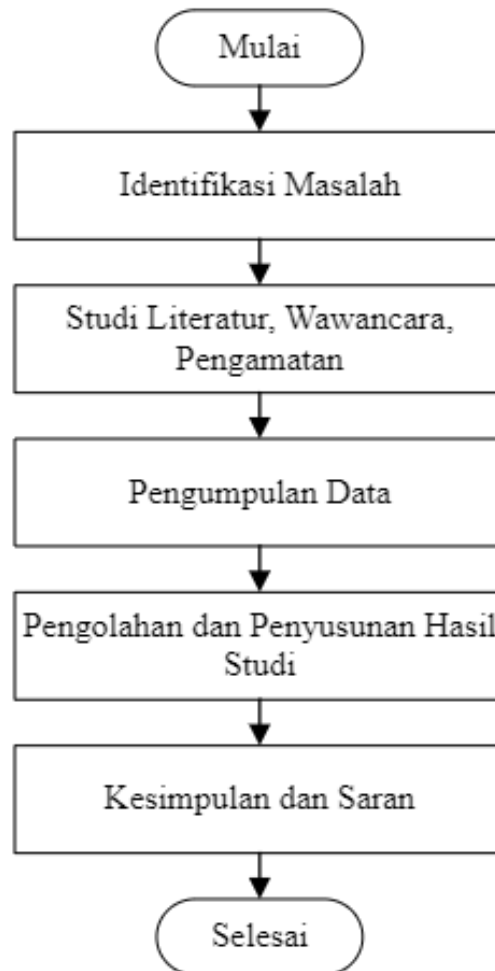 Mulai
Identifikasi Masalah
Studi Literatur, Wawancara,
Pengamatan
Pengumpulan Data
Pengolahan dan Penyusunan Hasil
Studi
Kesimpulan dan Saran
Selesai